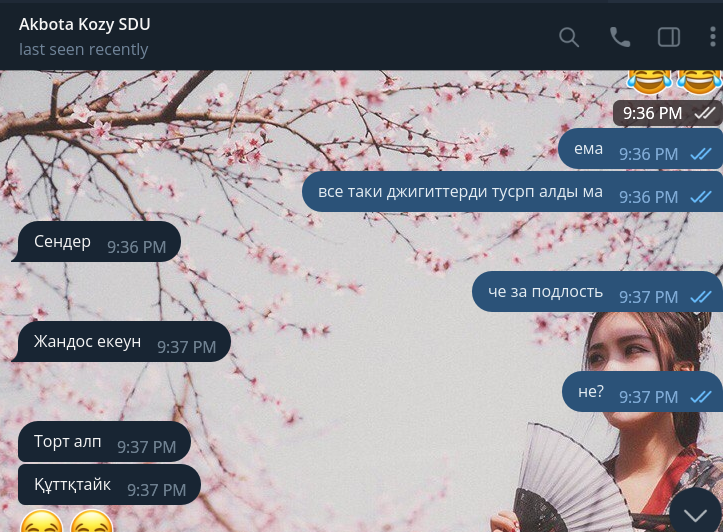 Akbota Kozy SDU
last seen recently
9:36 PM
ема 9:36 PM
все таки джигиттерди тусрп алды ма 9:36 PM
Сендер 9:36 PM
че за подлость 9:37 PM
Жандос екеун 9:37 PM
не? 9:37 PM
Торт алп 9:37 PM
Құттқтайк 9:37 PM